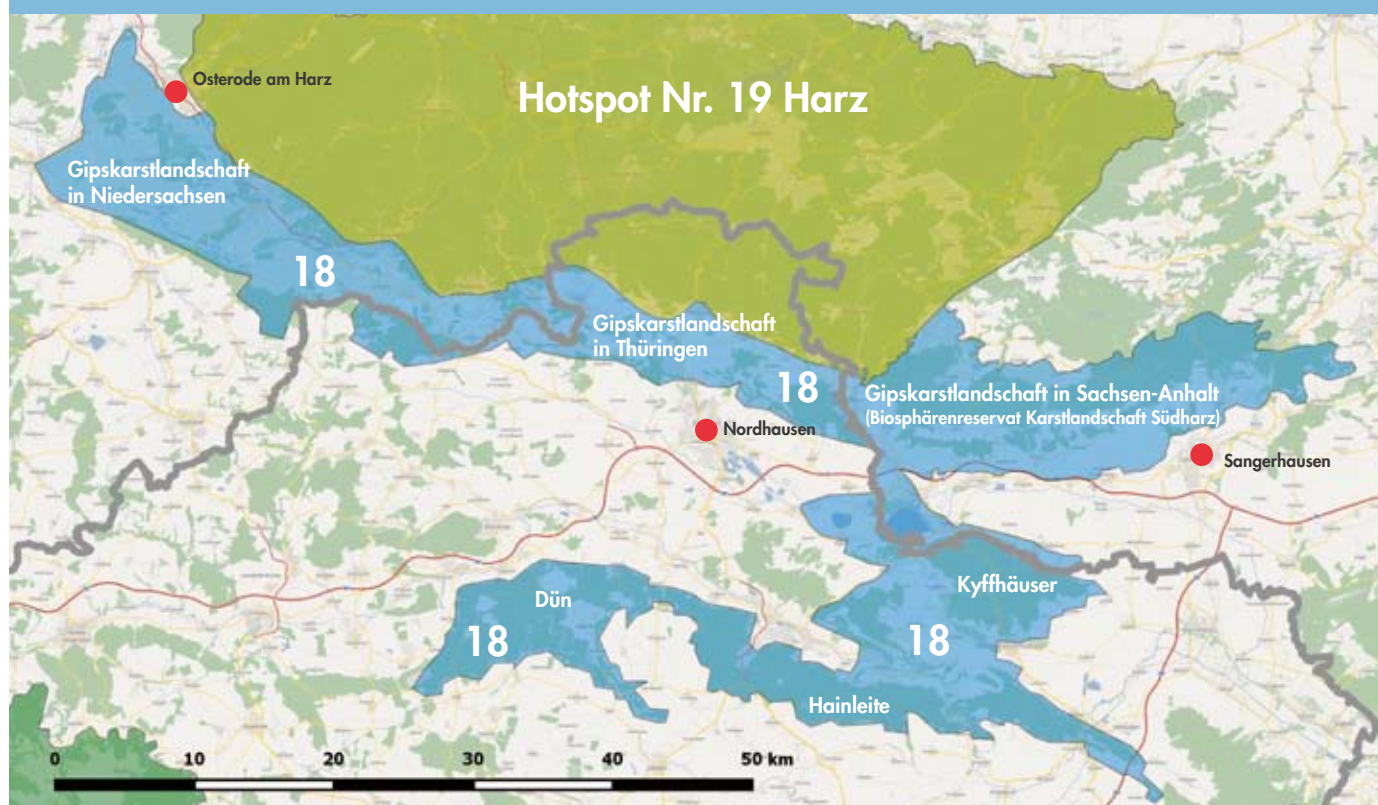 Osterode am Harz
Hotspot Nr. 19 Harz
Gipskarstlandschaft
in Niedersachsen
18
Gipskarstlandschaft
in Thüringen
18
Gipskarstlandschaft in Sachsen-Anhalt
(Biosphärenreservat Karstlandschaft Südharz)
Nordhausen
Sangerhausen
Kyffhäuser
Dün
18
18
Hainleite
0 10 20 30 40 50 km